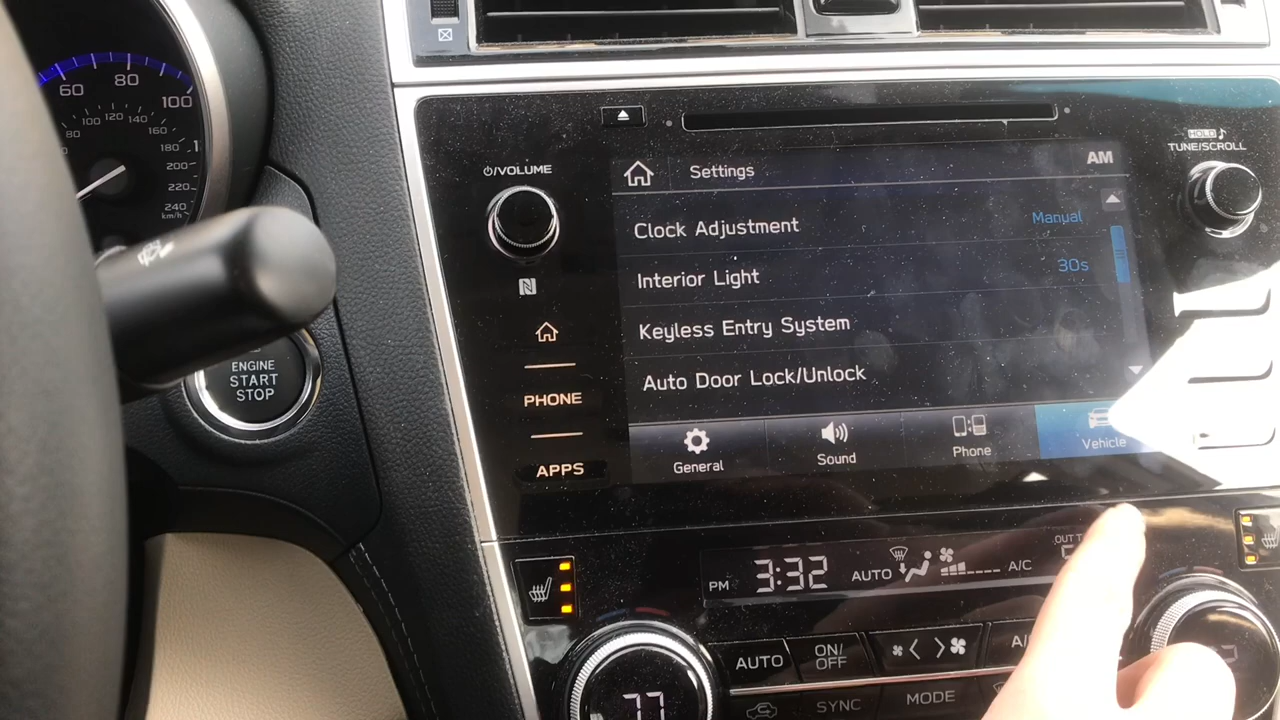 60
80
100
80
100
120
140
160
180
200
220
240
km/h
ENGINE
START
STOP
⏻/VOLUME
HOLD
TUNE/SCROLL
Settings
AM
Clock Adjustment
Manual
Interior Light
30s
Keyless Entry System
Auto Door Lock/Unlock
General
Sound
Phone
Vehicle
PHONE
APPS
PM 3:32
AUTO
A/C
AUTO
ON/
OFF
SYNC
MODE
77